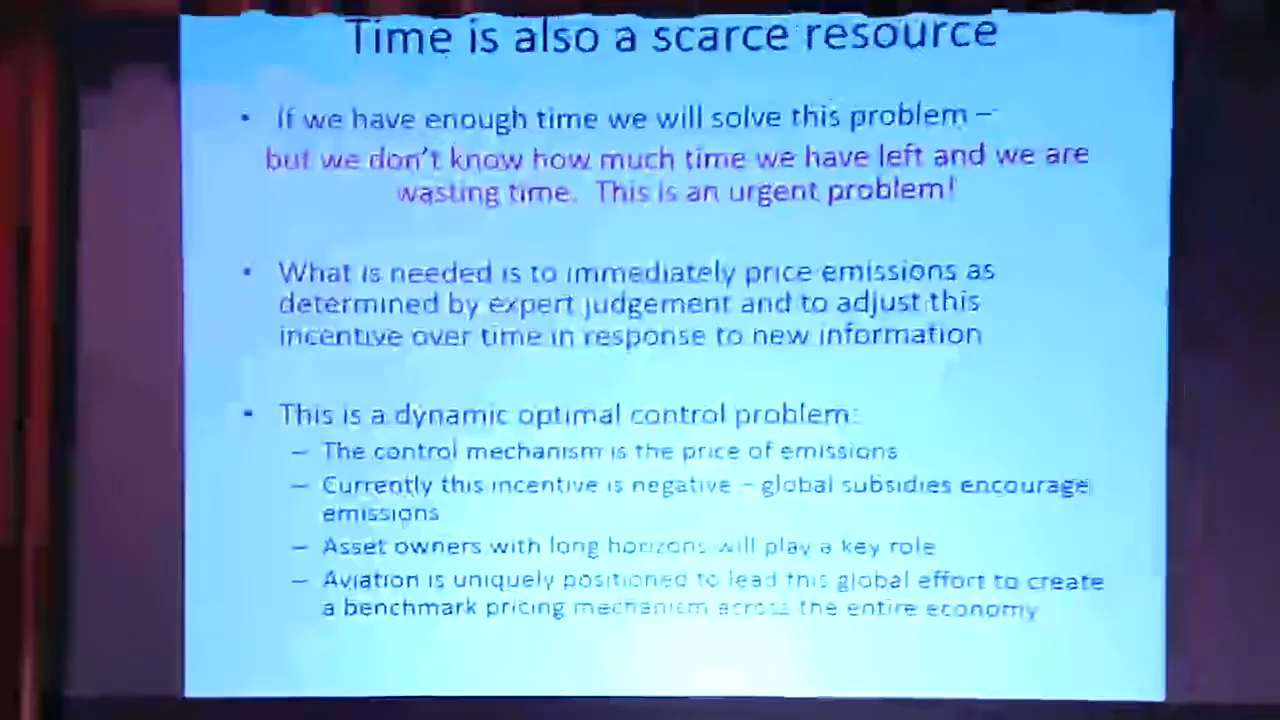 Time is also a scarce resource
• If we have enough time we will solve this problem –
but we don't know how much time we have left and we are
wasting time. This is an urgent problem!
• What is needed is to immediately price emissions as
determined by expert judgement and to adjust this
incentive over time in response to new information
• This is a dynamic optimal control problem:
– The control mechanism is the price of emissions
– Currently this incentive is negative – global subsidies encourage
emissions
– Asset owners with long horizons will play a key role
– Aviation is uniquely positioned to lead this global effort to create
a benchmark pricing mechanism across the entire economy